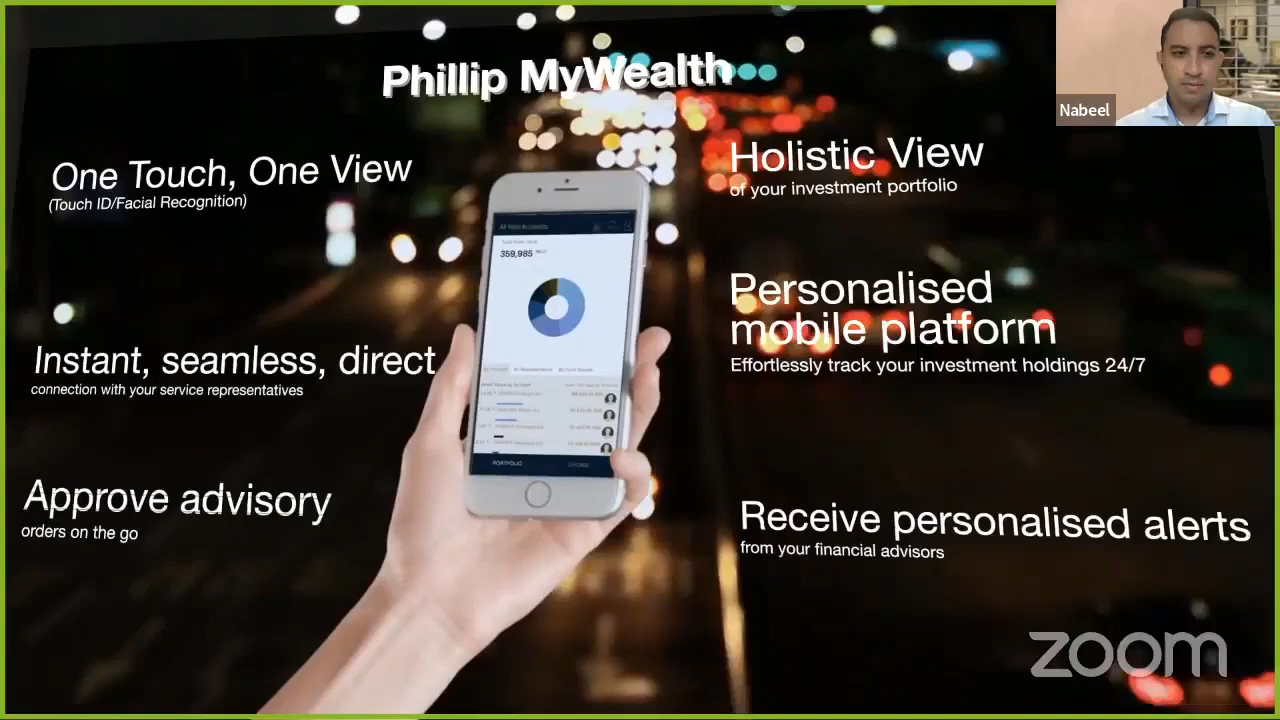 Phillip MyWealth
Nabeel
One Touch, One View
(Touch ID/Facial Recognition)
Holistic View
of your investment portfolio
359,985
Personalised
mobile platform
Effortlessly track your investment holdings 24/7
Instant, seamless, direct
connection with your service representatives
PORTFOLIO
Approve advisory
orders on the go
Receive personalised alerts
from your financial advisors
zoom